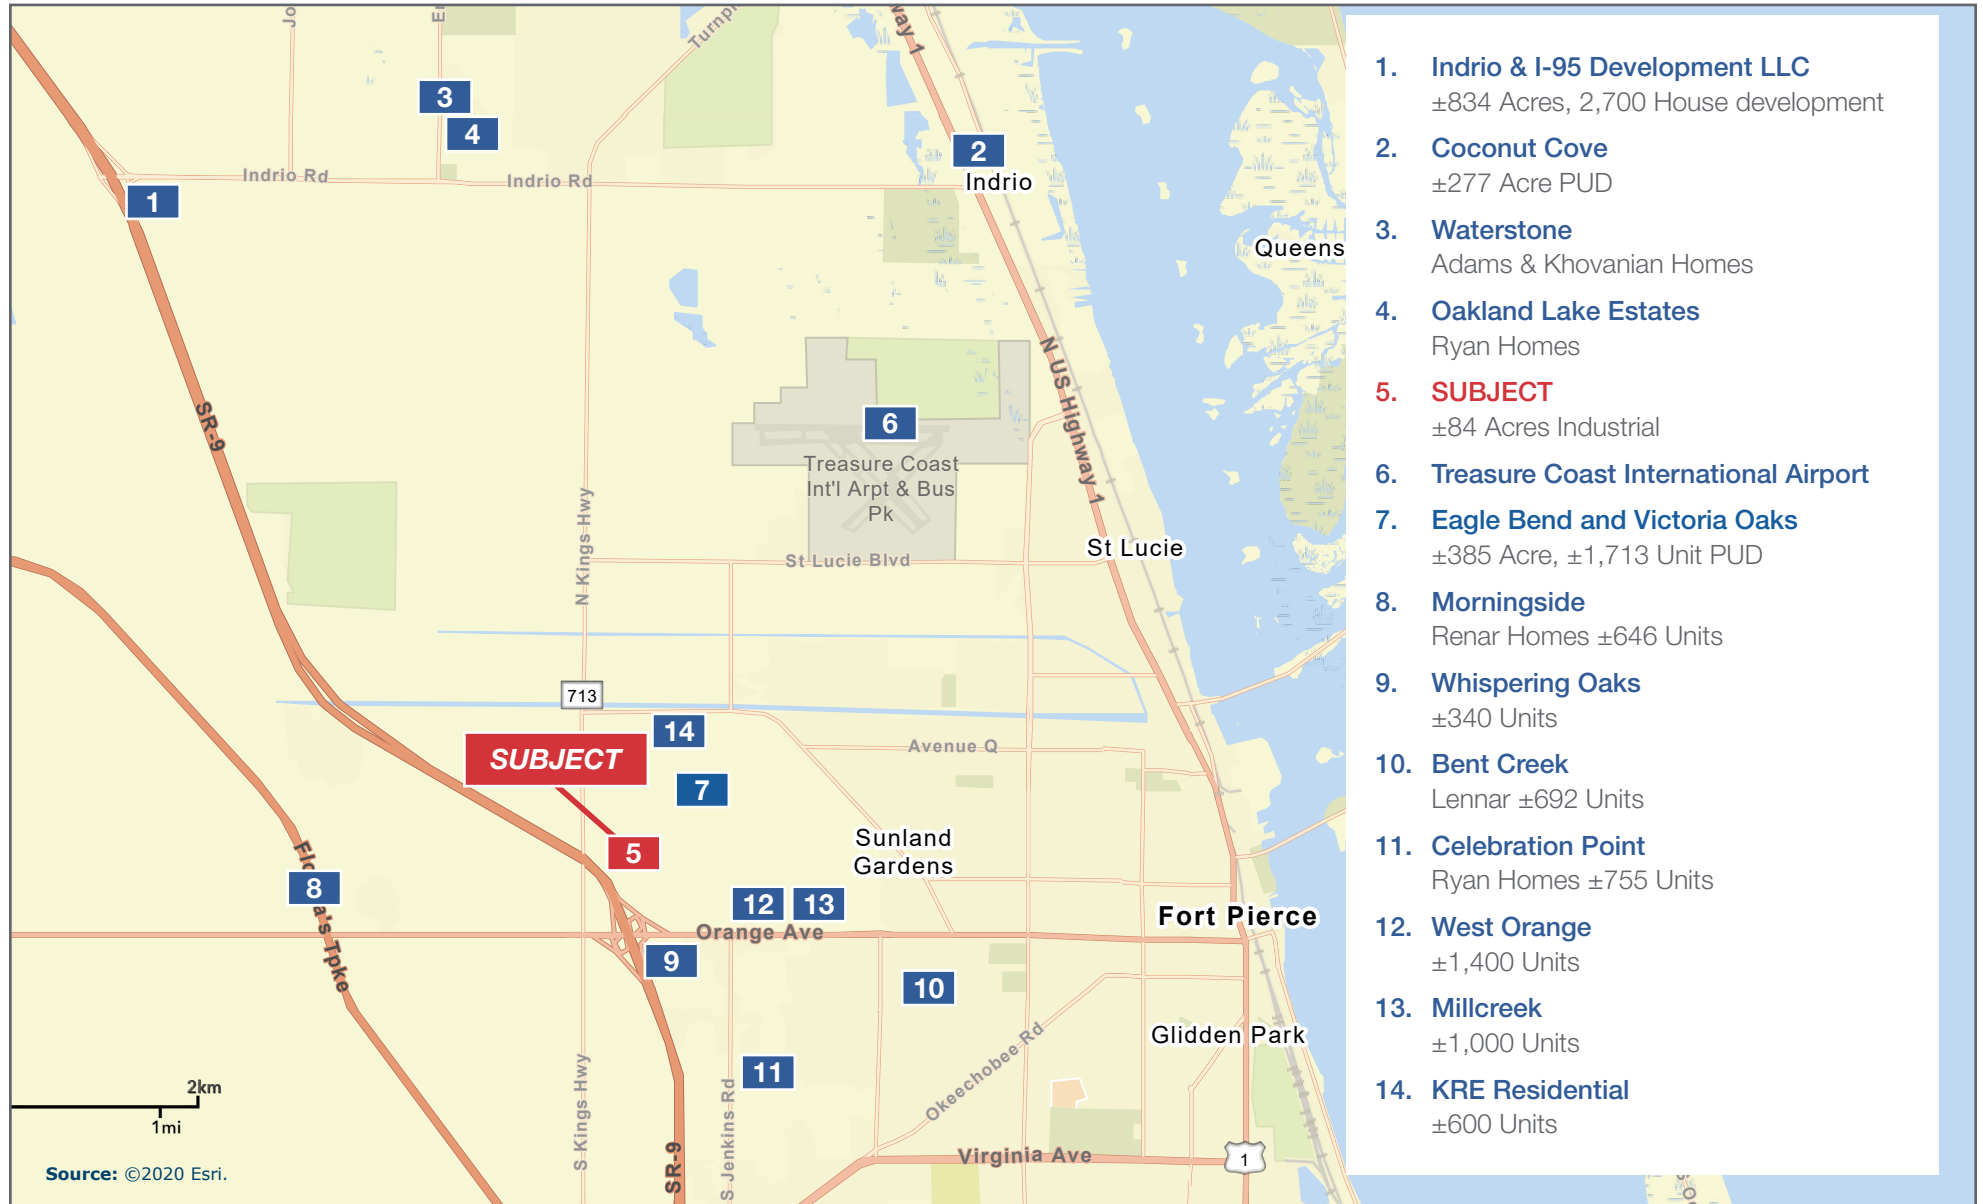 Jo
Turnp
way 1
3
4
2
Indrio
Indrio Rd
Indrio Rd
1
Queens
SR-9
N US Highway 1
6
Treasure Coast
Int'l Arpt & Bus
Pk
N Kings Hwy
St Lucie Blvd
St Lucie
713
14
SUBJECT
Avenue Q
7
5
Sunland
Gardens
Flo
8
a's Tpke
12
13
Orange Ave
Fort Pierce
9
10
Glidden Park
11
Okeechobee Rd
S Kings Hwy
S Jenkins Rd
SR-9
Virginia Ave
1
2km
1mi
Source: ©2020 Esri.
1. Indrio & I-95 Development LLC
±834 Acres, 2,700 House development
2. Coconut Cove
±277 Acre PUD
3. Waterstone
Adams & Khovanian Homes
4. Oakland Lake Estates
Ryan Homes
5. SUBJECT
±84 Acres Industrial
6. Treasure Coast International Airport
7. Eagle Bend and Victoria Oaks
±385 Acre, ±1,713 Unit PUD
8. Morningside
Renar Homes ±646 Units
9. Whispering Oaks
±340 Units
10. Bent Creek
Lennar ±692 Units
11. Celebration Point
Ryan Homes ±755 Units
12. West Orange
±1,400 Units
13. Millcreek
±1,000 Units
14. KRE Residential
±600 Units